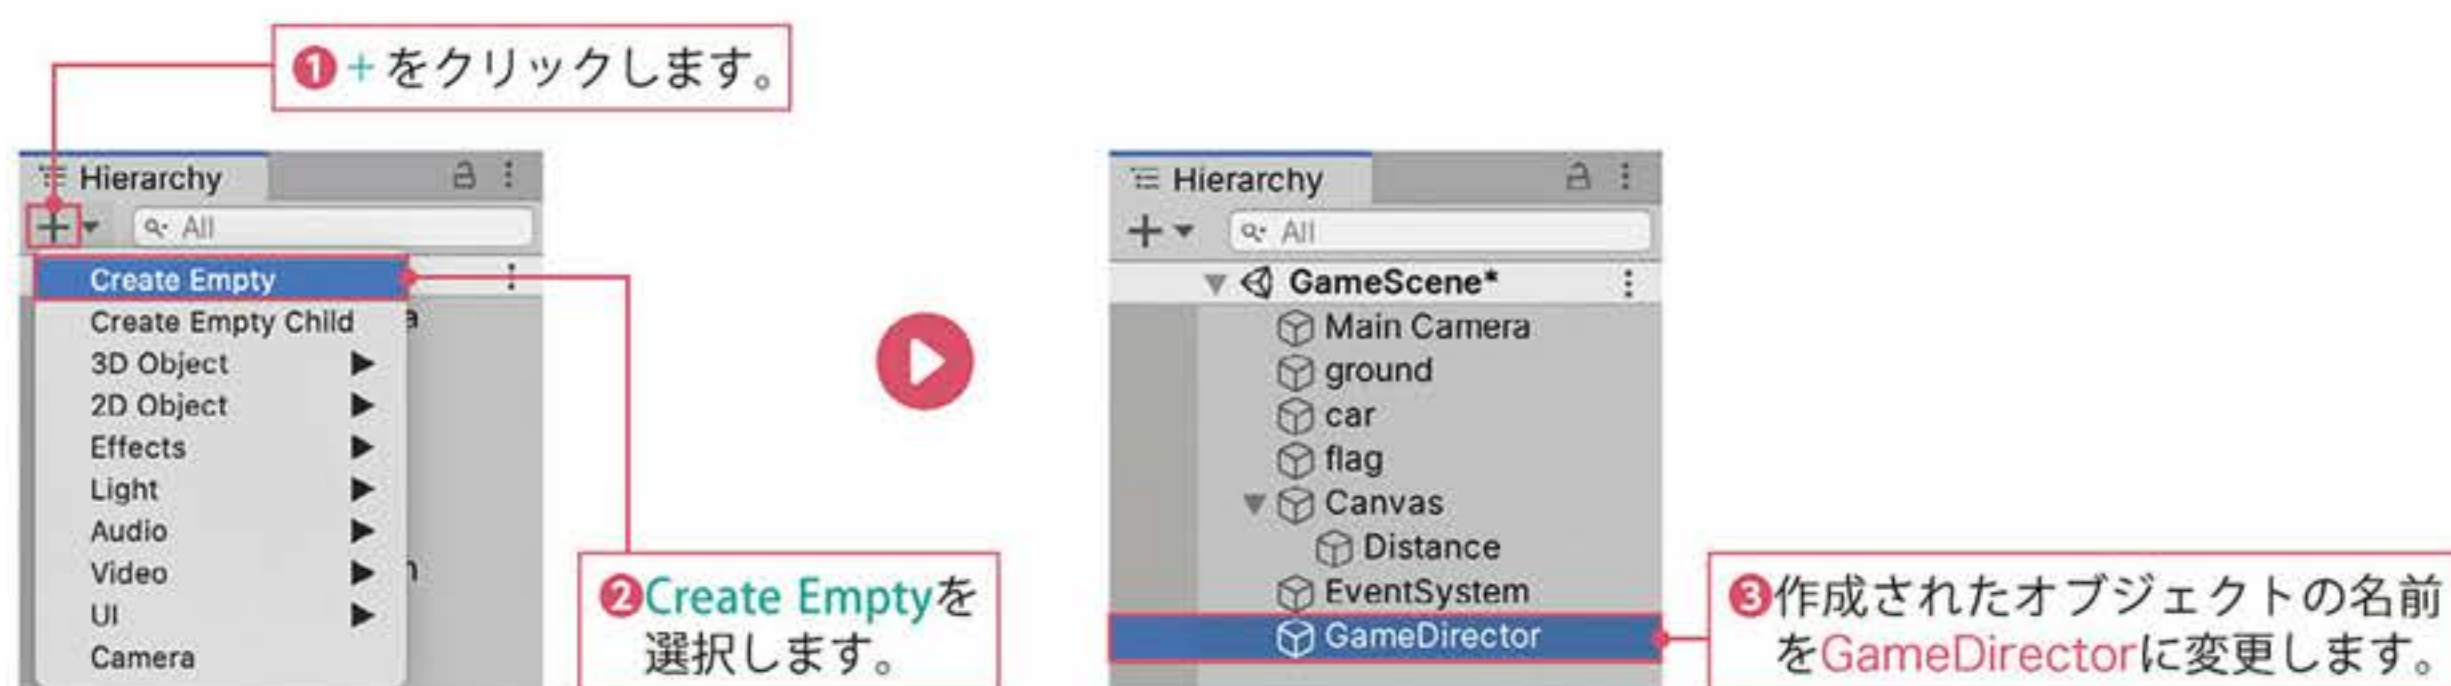 ❶+をクリックします。
Hierarchy
+ All
Create Empty
Create Empty Child
3D Object
2D Object
Effects
Light
Audio
Video
UI
Camera
❷Create Emptyを
選択します。
Hierarchy
+ All
GameScene*
Main Camera
ground
car
flag
Canvas
Distance
EventSystem
GameDirector
❸作成されたオブジェクトの名前
をGameDirectorに変更します。